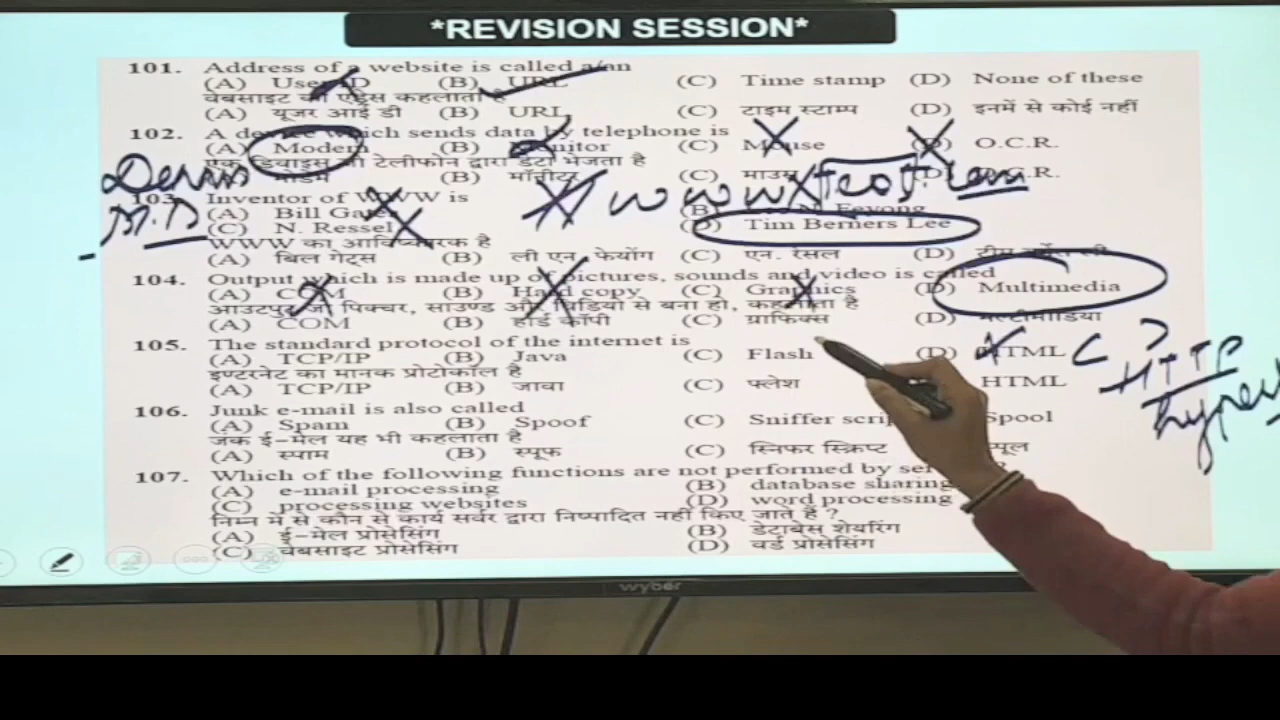 *REVISION SESSION*
101. Address of a website is called a/an
(A) User ID (B) URL (C) Time stamp (D) None of these
वेबसाइट का एड्रेस कहलाता है
(A) यूजर आई डी (B) URL (C) टाइम स्टाम्प (D) इनमें से कोई नहीं
102. A device which sends data by telephone is
(A) Modem (B) Monitor (C) Mouse (D) O.C.R.
एक डिवाइस जो टेलीफोन द्वारा डेटा भेजता है
(A) मोडेम (B) मॉनीटर (C) माउस (D) O.C.R.
103. Inventor of WWW is
(A) Bill Gates (B) Lee N. Feyong
(C) N. Ressel (D) Tim Berners Lee
WWW का आविष्कारक है
(A) बिल गेट्स (B) ली एन. फेयोंग (C) एन. रसल (D) टीम बर्नर्स ली
104. Output which is made up of pictures, sounds and video is called
(A) COM (B) Hard copy (C) Graphics (D) Multimedia
आउटपुट जो पिक्चर, साउण्ड और विडियो से बना हो, कहलाता है
(A) COM (B) हार्ड कॉपी (C) ग्राफिक्स (D) मल्टीमीडिया
105. The standard protocol of the internet is
(A) TCP/IP (B) Java (C) Flash (D) HTML
< >
HTTP
इण्टरनेट का मानक प्रोटोकॉल है
(A) TCP/IP (B) जावा (C) फ्लेश HTML
106. Junk e-mail is also called
(A) Spam (B) Spoof (C) Sniffer Spool
जंक ई-मेल यह भी कहलाता है
(A) स्पाम (B) स्पूफ (C) स्निफर स्क्रिप्ट
107. Which of the following functions are not performed by
(A) e-mail processing (B) database sharing
(C) processing websites (D) word processing
निम्न में से कौन से कार्य सर्वर द्वारा निष्पादित नहीं किए जाते हैं ?
(A) ई-मेल प्रोसेसिंग (B) डेटाबेस शेयरिंग
(C) वेबसाइट प्रोसेसिंग (D) वर्ड प्रोसेसिंग
wyber